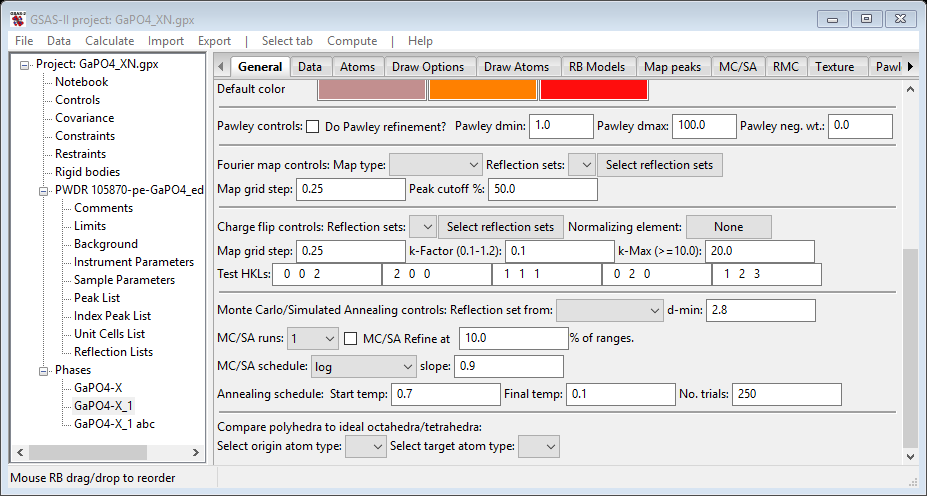 GSAS-II project: GaPO4_XN.gpx
File Data Calculate Import Export | Select tab Compute | Help
Project: GaPO4_XN.gpx
Notebook
Controls
Covariance
Constraints
Restraints
Rigid bodies
PWDR 105870-pe-GaPO4_ed
Comments
Limits
Background
Instrument Parameters
Sample Parameters
Peak List
Index Peak List
Unit Cells List
Reflection Lists
Phases
GaPO4-X
GaPO4-X_1
GaPO4-X_1 abc
General Data Atoms Draw Options Draw Atoms RB Models Map peaks MC/SA RMC Texture Pawl
Default color
Pawley controls: Do Pawley refinement? Pawley dmin: 1.0 Pawley dmax: 100.0 Pawley neg. wt.: 0.0
Fourier map controls: Map type: Reflection sets: Select reflection sets
Map grid step: 0.25 Peak cutoff %: 50.0
Charge flip controls: Reflection sets: Select reflection sets Normalizing element: None
Map grid step: 0.25 k-Factor (0.1-1.2): 0.1 k-Max (>=10.0): 20.0
Test HKLs: 0 0 2 2 0 0 1 1 1 0 2 0 1 2 3
Monte Carlo/Simulated Annealing controls: Reflection set from: d-min: 2.8
MC/SA runs: 1 MC/SA Refine at 10.0 % of ranges.
MC/SA schedule: log slope: 0.9
Annealing schedule: Start temp: 0.7 Final temp: 0.1 No. trials: 250
Compare polyhedra to ideal octahedra/tetrahedra:
Select origin atom type: Select target atom type:
Mouse RB drag/drop to reorder